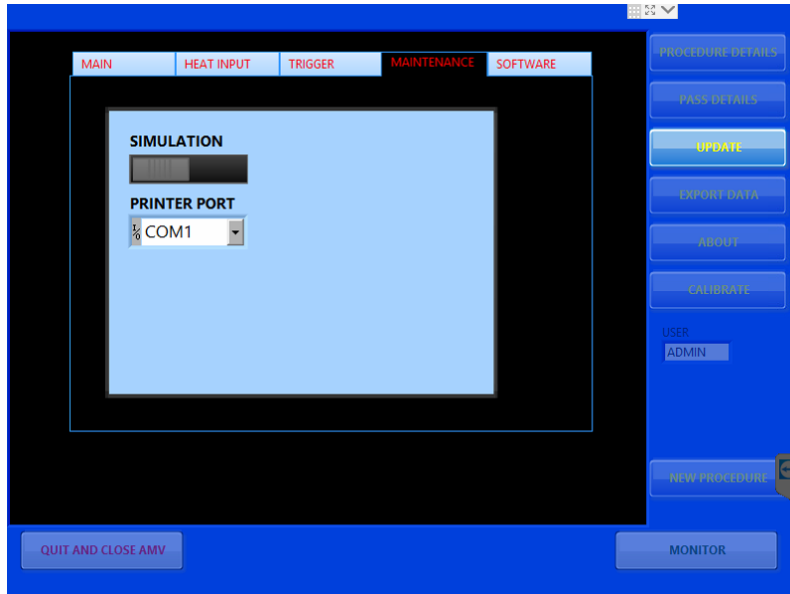 MAIN
HEAT INPUT
TRIGGER
MAINTENANCE
SOFTWARE
SIMULATION
PRINTER PORT
COM1
PROCEDURE DETAILS
PASS DETAILS
UPDATE
EXPORT DATA
ABOUT
CALIBRATE
USER
ADMIN
NEW PROCEDURE
QUIT AND CLOSE AMV
MONITOR